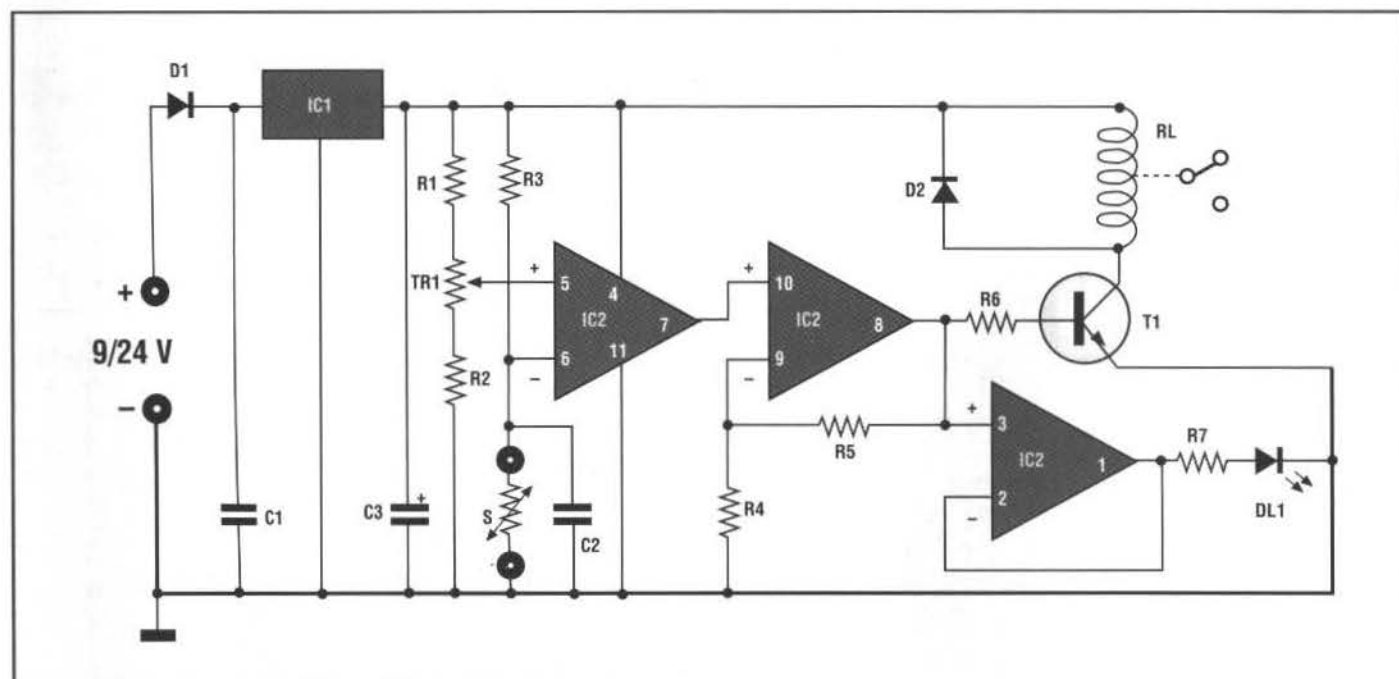 D1
IC1
RL
R1
R3
D2
TR1
+
5
4
IC2
7
6
11
−
+
10
IC2
8
9
−
R6
T1
+
9/24 V
−
R2
R5
+
3
IC2
1
2
−
R7
DL1
C1
C3
+
S
C2
R4